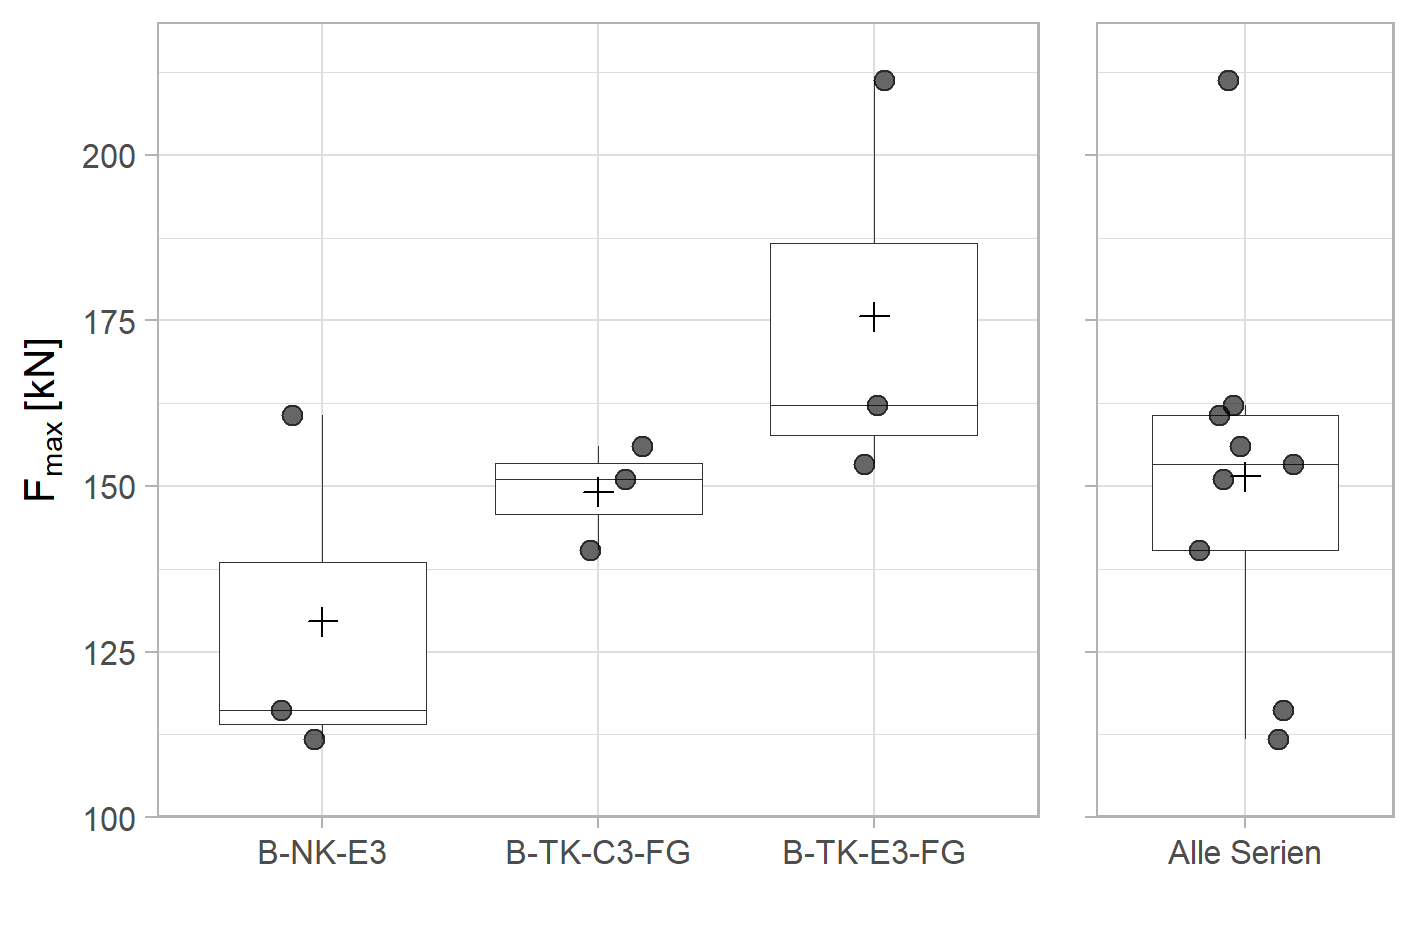 200
175
150
125
100
Fmax [kN]
B-NK-E3
B-TK-C3-FG
B-TK-E3-FG
Alle Serien